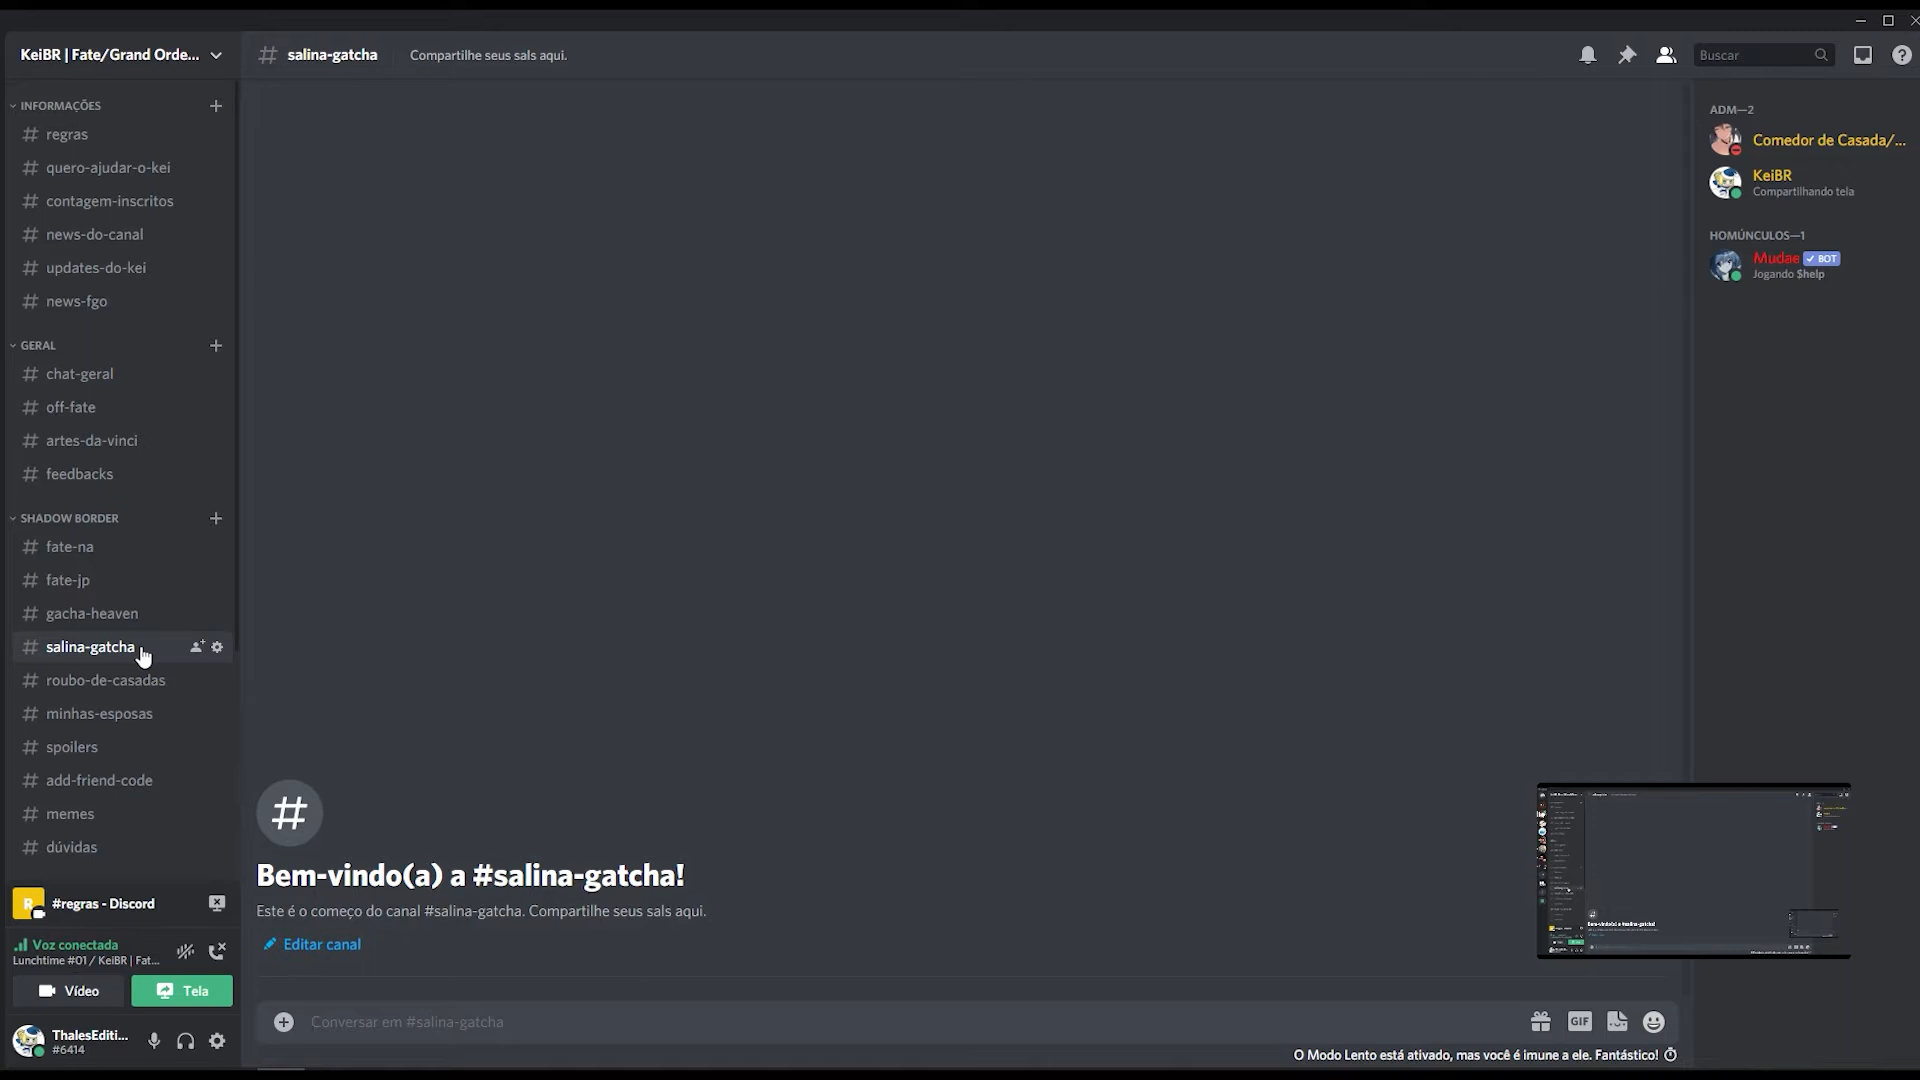 KeiBR | Fate/Grand Orde...
salina-gatcha
Compartilhe seus sals aqui.
Buscar
INFORMAÇÕES
regras
quero-ajudar-o-kei
contagem-inscritos
news-do-canal
updates-do-kei
news-fgo
GERAL
chat-geral
off-fate
artes-da-vinci
feedbacks
SHADOW BORDER
fate-na
fate-jp
gacha-heaven
salina-gatcha
roubo-de-casadas
minhas-esposas
spoilers
add-friend-code
memes
dúvidas
R
#regras - Discord
Voz conectada
Lunchtime #01 / KeiBR | Fat...
Vídeo
Tela
ThalesEditi...
#6414
#
Bem-vindo(a) a #salina-gatcha!
Este é o começo do canal #salina-gatcha. Compartilhe seus sals aqui.
Editar canal
Conversar em #salina-gatcha
GIF
O Modo Lento está ativado, mas você é imune a ele. Fantástico!
ADM—2
Comedor de Casada/...
KeiBR
Compartilhando tela
HOMÚNCULOS—1
Mudae ✓ BOT
Jogando $help
Bem-vindo(a) a #salina-gatcha!